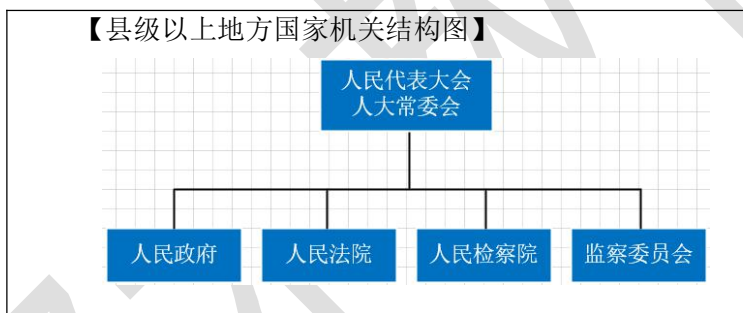 【县级以上地方国家机关结构图】
人民代表大会
人大常委会
人民政府
人民法院
人民检察院
监察委员会